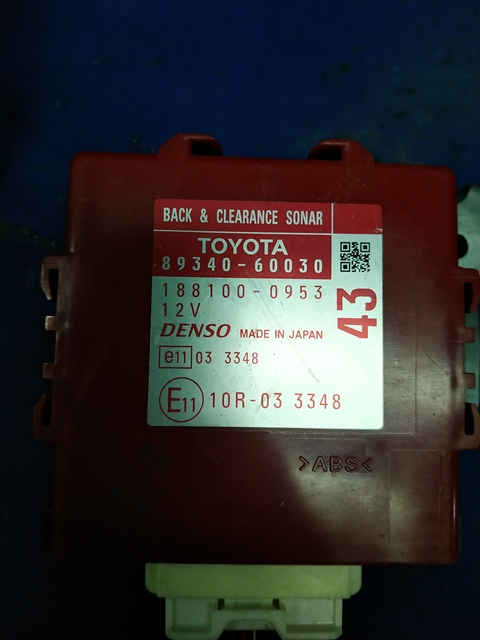 BACK & CLEARANCE SONAR
TOYOTA
89340-60030
188100-0953
12V
43
DENSO MADE IN JAPAN
e11 03 3348
E11 10R-03 3348
>ABS<